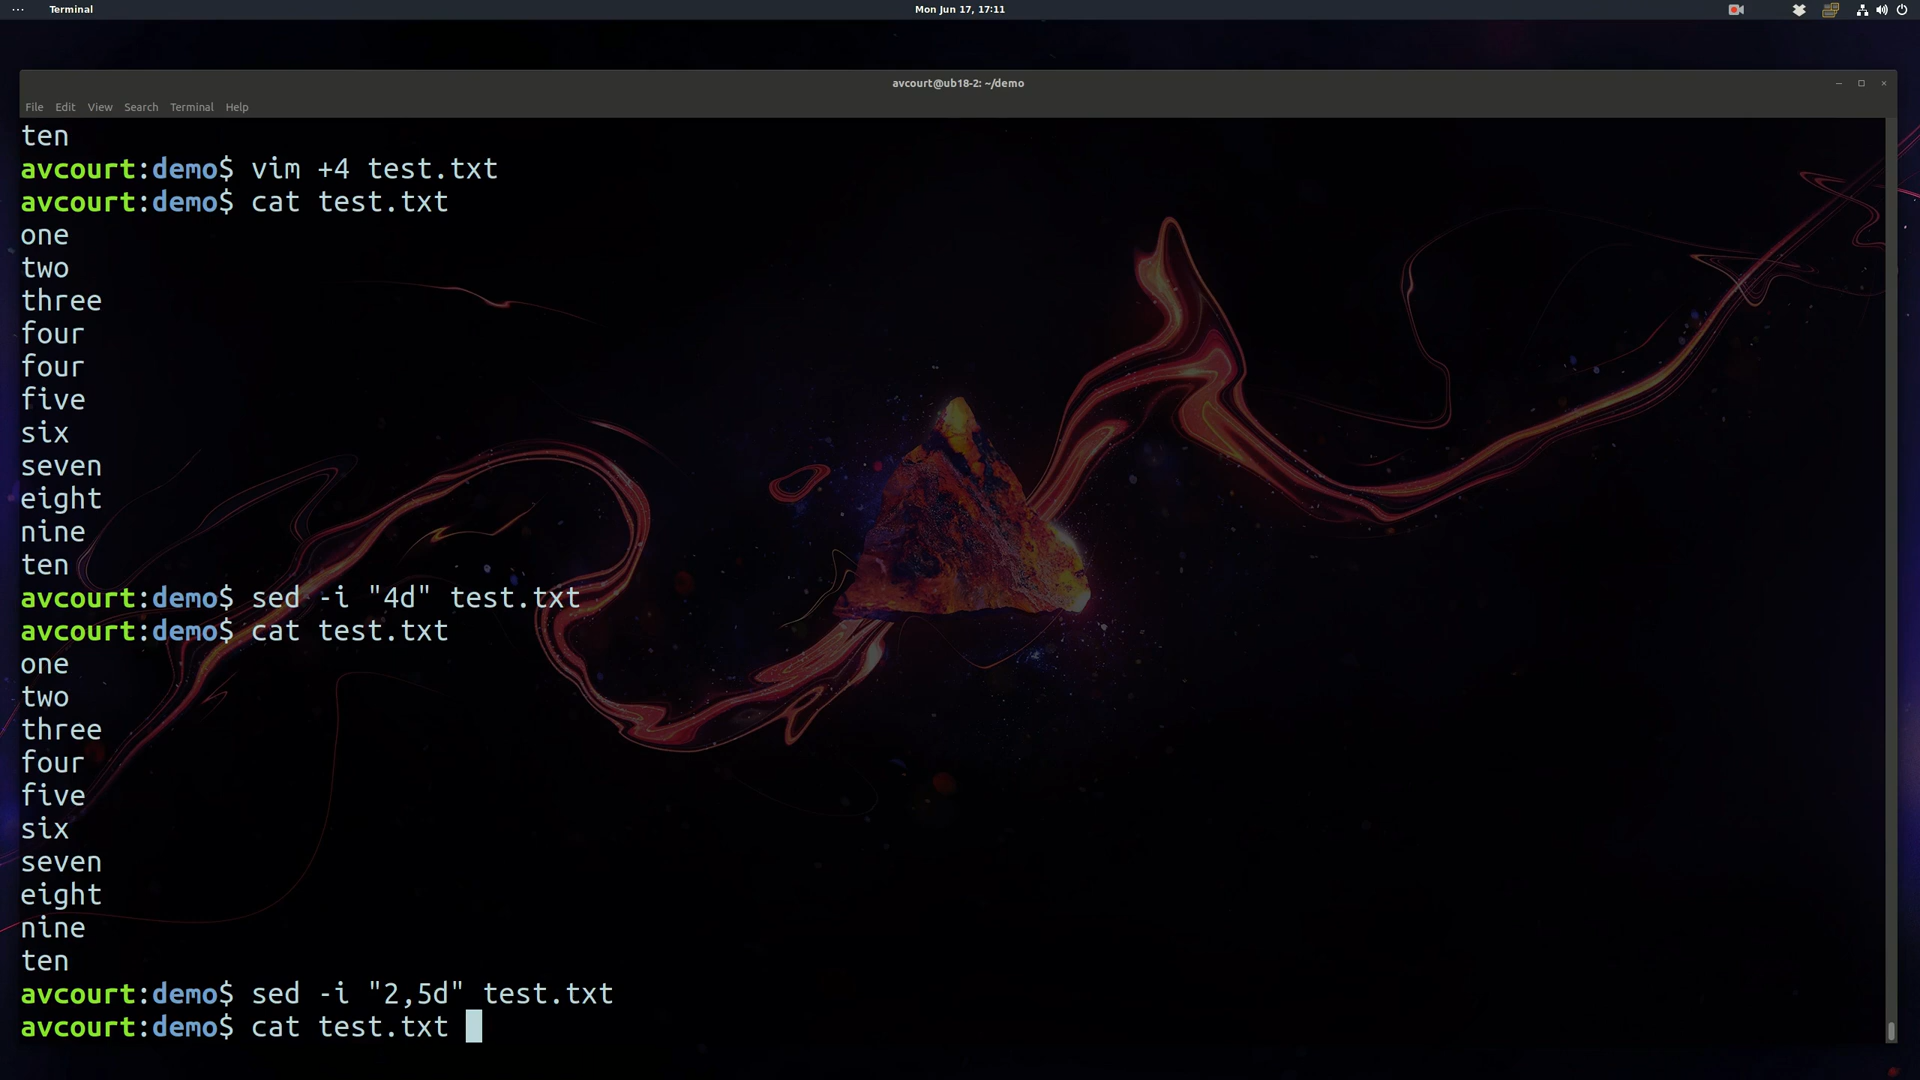 ··· Terminal Mon Jun 17, 17:11
avcourt@ub18-2: ~/demo
File Edit View Search Terminal Help
ten
avcourt:demo$ vim +4 test.txt
avcourt:demo$ cat test.txt
one
two
three
four
four
five
six
seven
eight
nine
ten
avcourt:demo$ sed -i "4d" test.txt
avcourt:demo$ cat test.txt
one
two
three
four
five
six
seven
eight
nine
ten
avcourt:demo$ sed -i "2,5d" test.txt
avcourt:demo$ cat test.txt